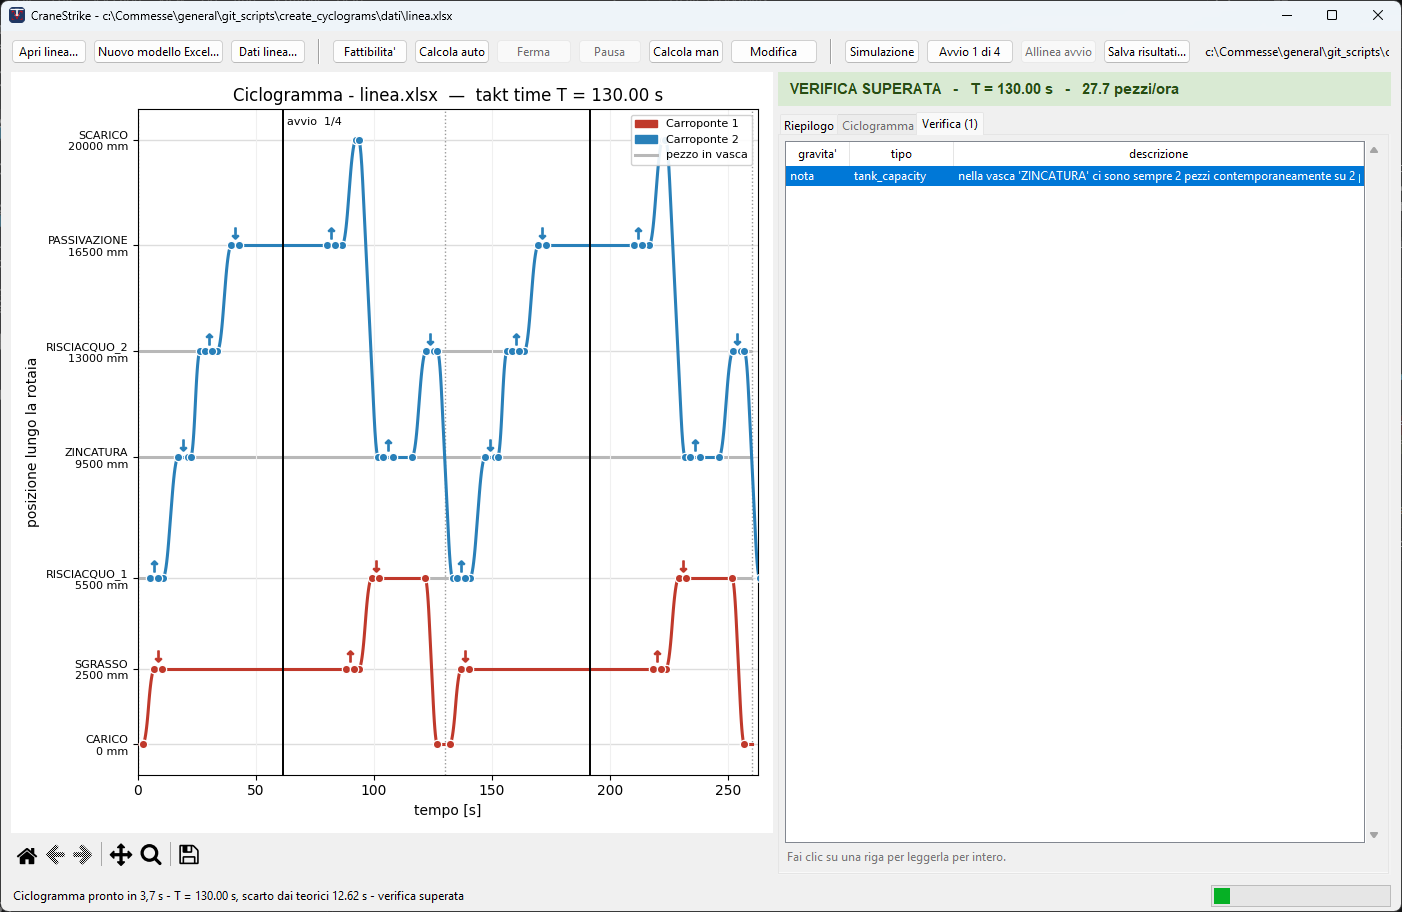 CraneStrike - c:\Commesse\general\git_scripts\create_cyclograms\dati\linea.xlsx
Apri linea... Nuovo modello Excel... Dati linea... Fattibilita' Calcola auto Ferma Pausa Calcola man Modifica Simulazione Avvio 1 di 4 Allinea avvio Salva risultati... c:\Commesse\general\git_scripts\c
Ciclogramma - linea.xlsx — takt time T = 130.00 s
avvio 1/4
Carroponte 1
Carroponte 2
pezzo in vasca
SCARICO
20000 mm
PASSIVAZIONE
16500 mm
RISCIACQUO_2
13000 mm
ZINCATURA
9500 mm
RISCIACQUO_1
5500 mm
SGRASSO
2500 mm
CARICO
0 mm
posizione lungo la rotaia
0 50 100 150 200 250
tempo [s]
VERIFICA SUPERATA - T = 130.00 s - 27.7 pezzi/ora
Riepilogo Ciclogramma Verifica (1)
gravita' tipo descrizione
nota tank_capacity nella vasca 'ZINCATURA' ci sono sempre 2 pezzi contemporaneamente su 2
Fai clic su una riga per leggerla per intero.
Ciclogramma pronto in 3,7 s - T = 130.00 s, scarto dai teorici 12.62 s - verifica superata